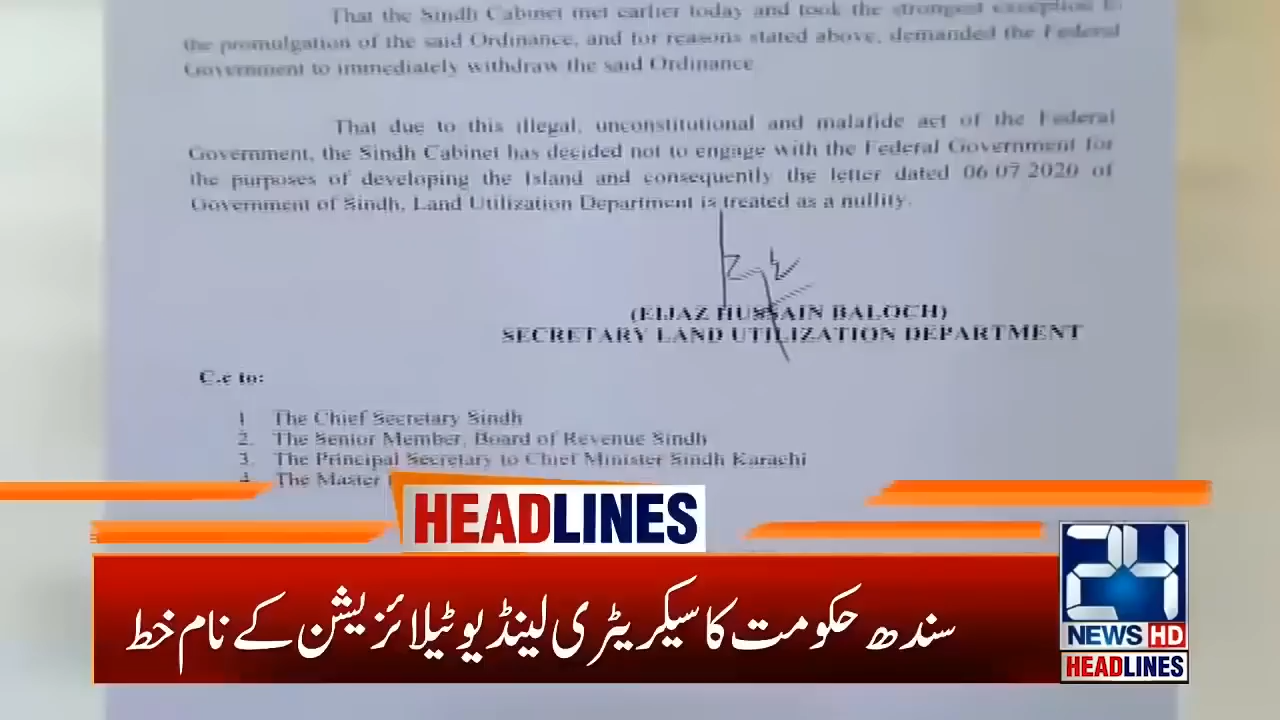 That the Sindh Cabinet met earlier today and took the strongest exception
the promulgation of the said Ordinance, and for reasons stated above, demanded the Federal
Government to immediately withdraw the said Ordinance
That due to this illegal, unconstitutional and malafide act of the Federal
Government, the Sindh Cabinet has decided not to engage with the Federal Government for
the purposes of developing the Island and consequently the letter dated 06 07 2020 of
Government of Sindh, Land Utilization Department is treated as a nullity.
(EIJAZ HUSSAIN BALOCH)
SECRETARY LAND UTILIZATION DEPARTMENT
C.c to:
1 The Chief Secretary Sindh
2. The Senior Member, Board of Revenue Sindh
3. The Principal Secretary to Chief Minister Sindh Karachi
4. The Master
HEADLINES
سندھ حکومت کا سیکریٹری لینڈ یوٹیلائزیشن کے نام خط
24
NEWS HD
HEADLINES